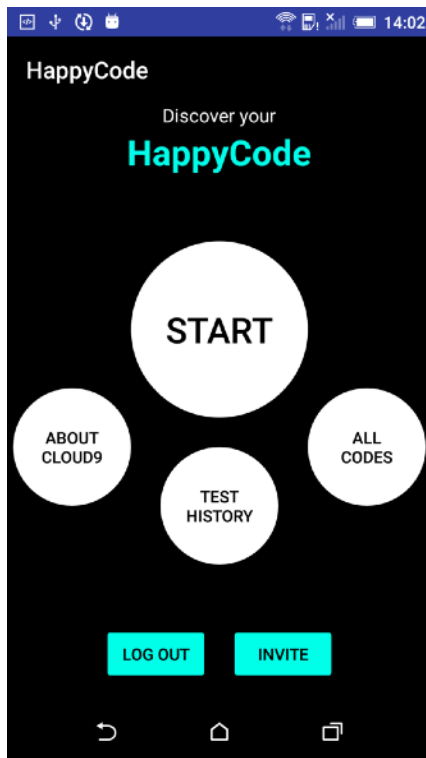 14:02
HappyCode
Discover your
HappyCode
START
ABOUT
CLOUD9
ALL
CODES
TEST
HISTORY
LOG OUT
INVITE